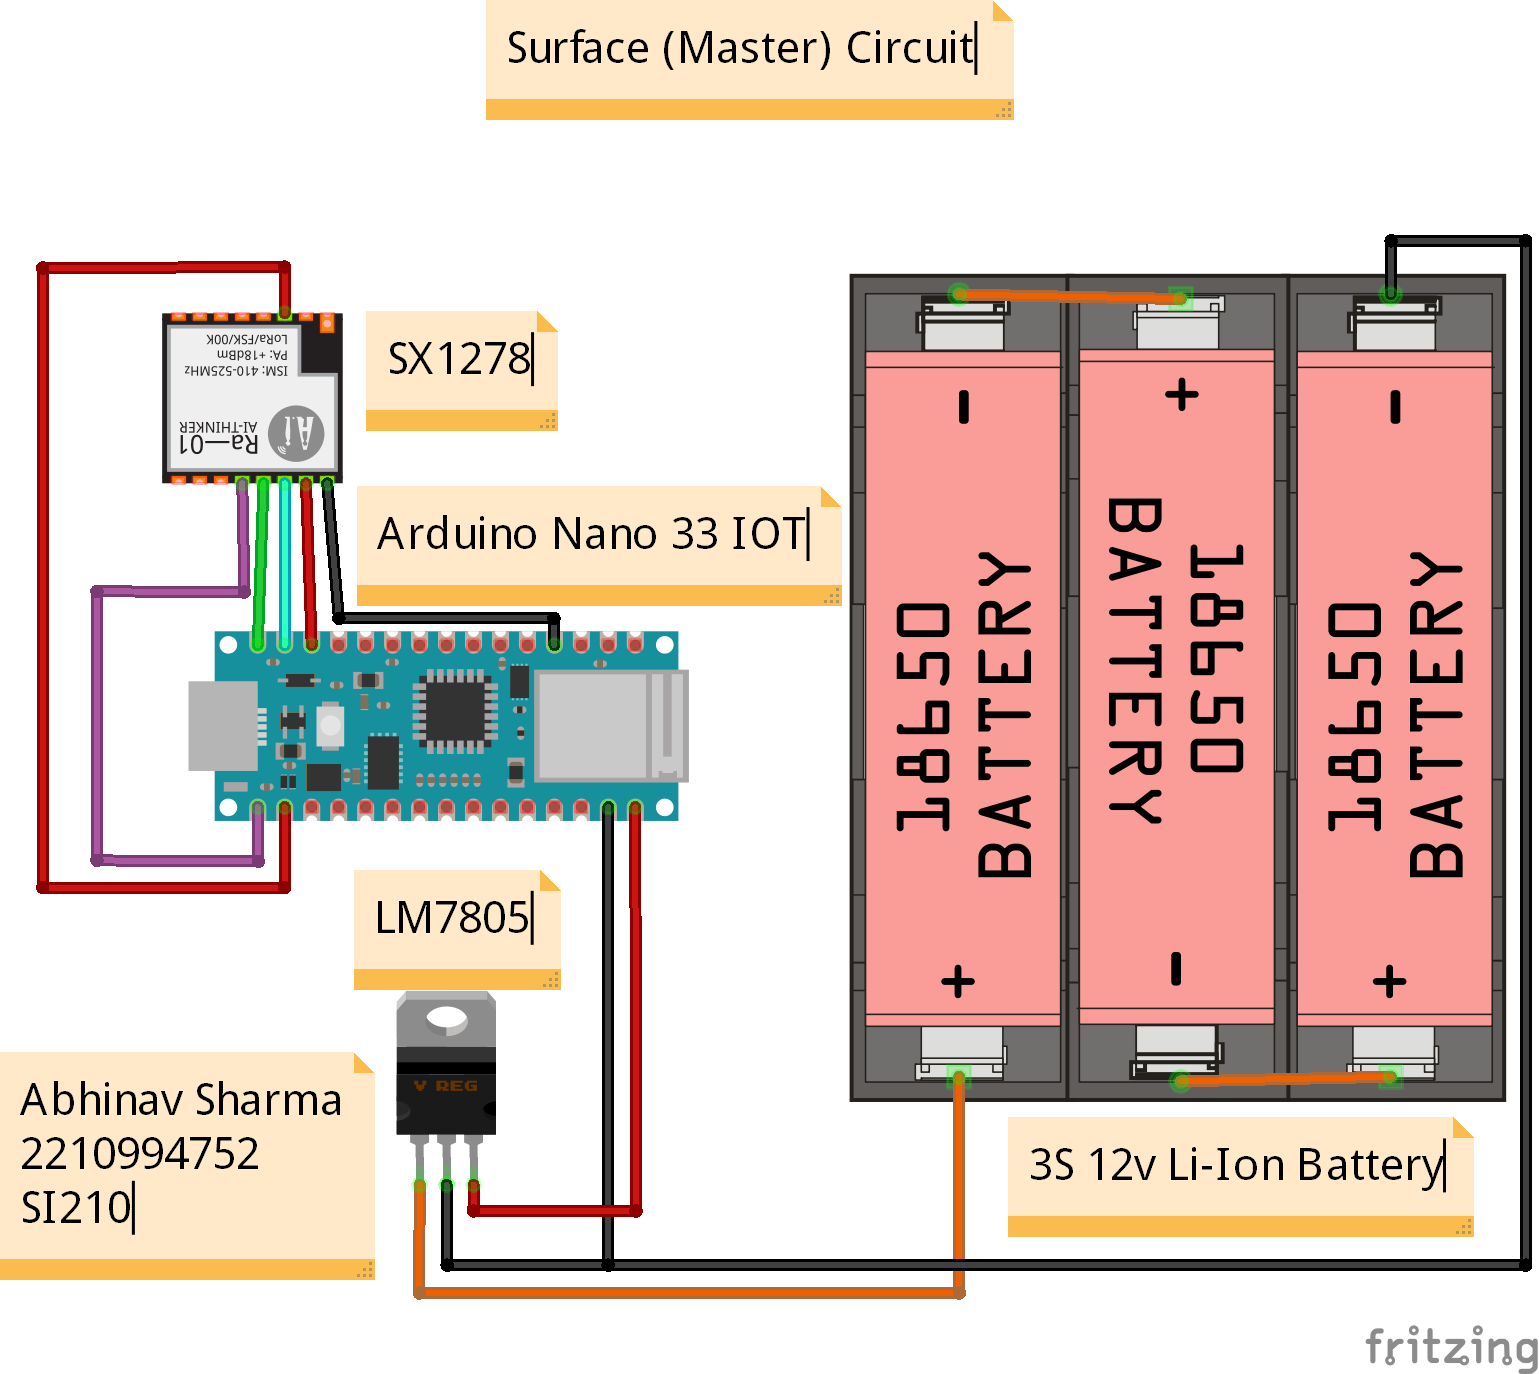 Surface (Master) Circuit
LoRa/FSK/OOK
PA: +18dBm
ISM: 410-525MHz
AI-THINKER
Ra—01
Ai
SX1278
Arduino Nano 33 IOT
LM7805
V REG
Abhinav Sharma
2210994752
SI210
-
18650
BATTERY
+
+
18650
BATTERY
-
-
18650
BATTERY
+
3S 12v Li-Ion Battery
fritzing